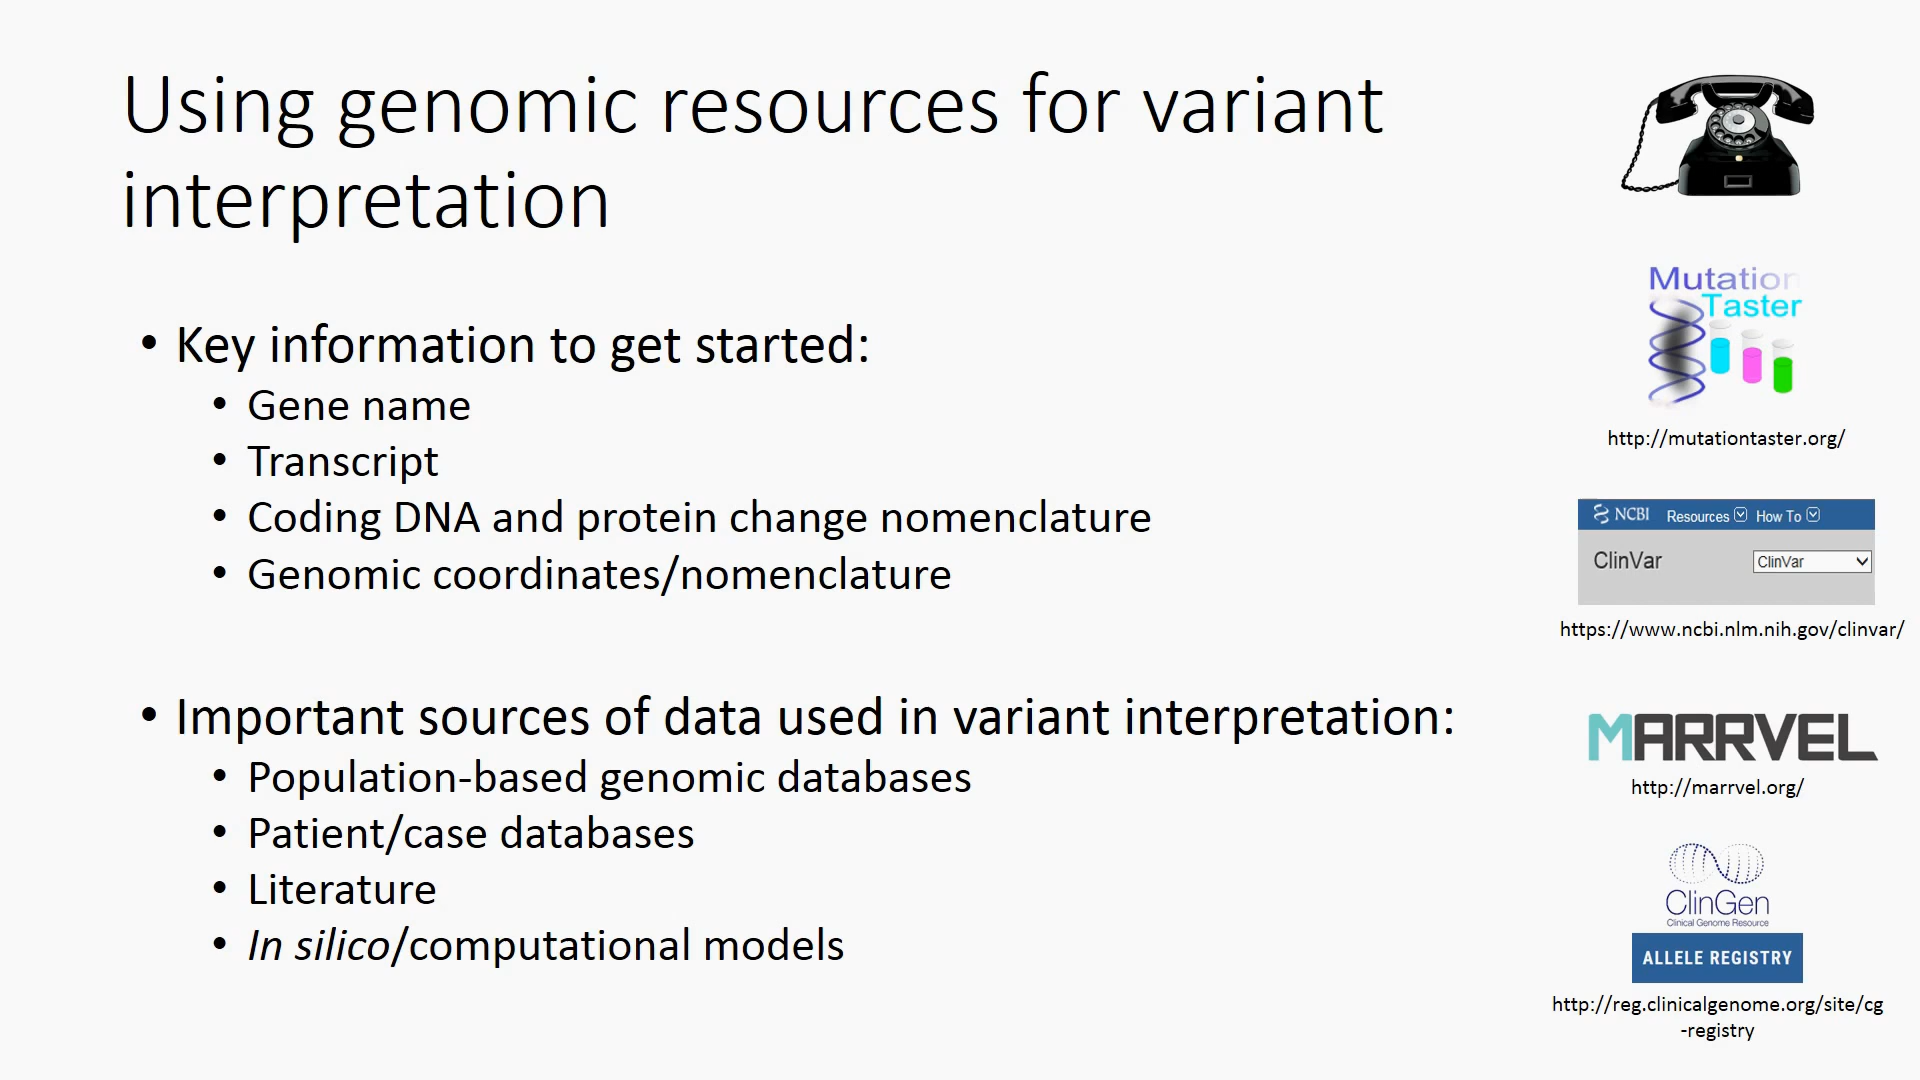 Using genomic resources for variant
interpretation
• Key information to get started:
• Gene name
• Transcript
• Coding DNA and protein change nomenclature
• Genomic coordinates/nomenclature
• Important sources of data used in variant interpretation:
• Population-based genomic databases
• Patient/case databases
• Literature
• In silico/computational models
Mutation
Taster
http://mutationtaster.org/
NCBI Resources How To
ClinVar ClinVar
https://www.ncbi.nlm.nih.gov/clinvar/
MARRVEL
http://marrvel.org/
ClinGen
Clinical Genome Resource
ALLELE REGISTRY
http://reg.clinicalgenome.org/site/cg
-registry